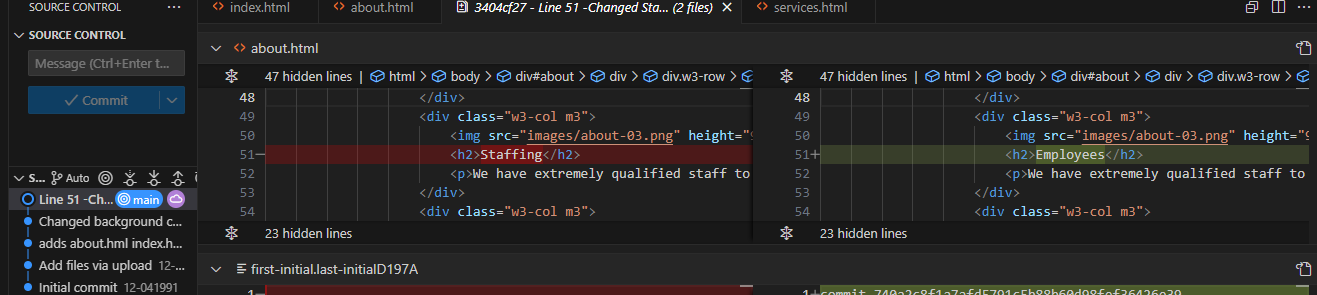 SOURCE CONTROL
index.html
about.html
3404cf27 - Line 51 -Changed Sta... (2 files)
services.html
SOURCE CONTROL
Message (Ctrl+Enter t...
Commit
S... Auto
Line 51 -Cha... main
Changed background c...
adds about.hml index.h...
Add files via upload 12-...
Initial commit 12-041991
about.html
47 hidden lines | html > body > div#about > div > div.w3-row >
48 </div>
49 <div class="w3-col m3">
50 <img src="images/about-03.png" height="9
51− <h2>Staffing</h2>
52 <p>We have extremely qualified staff to
53 </div>
54 <div class="w3-col m3">
23 hidden lines
47 hidden lines | html > body > div#about > div > div.w3-row >
48 </div>
49 <div class="w3-col m3">
50 <img src="images/about-03.png" height="9
51+ <h2>Employees</h2>
52 <p>We have extremely qualified staff to
53 </div>
54 <div class="w3-col m3">
23 hidden lines
first-initial.last-initialD197A
1−
1+